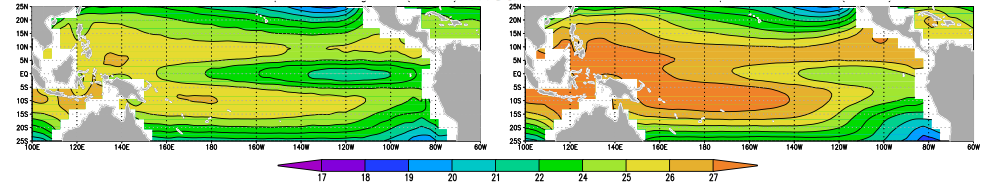 25N 25N
20N 20N
15N 15N
10N 10N
5N 5N
EQ EQ
5S 5S
10S 10S
15S 15S
20S 20S
25S 25S
100E 120E 140E 160E 180 160W 140W 120W 100W 80W 60W 100E 120E 140E 160E 180 160W 140W 120W 100W 80W 60W
17 18 19 20 21 22 24 25 26 27